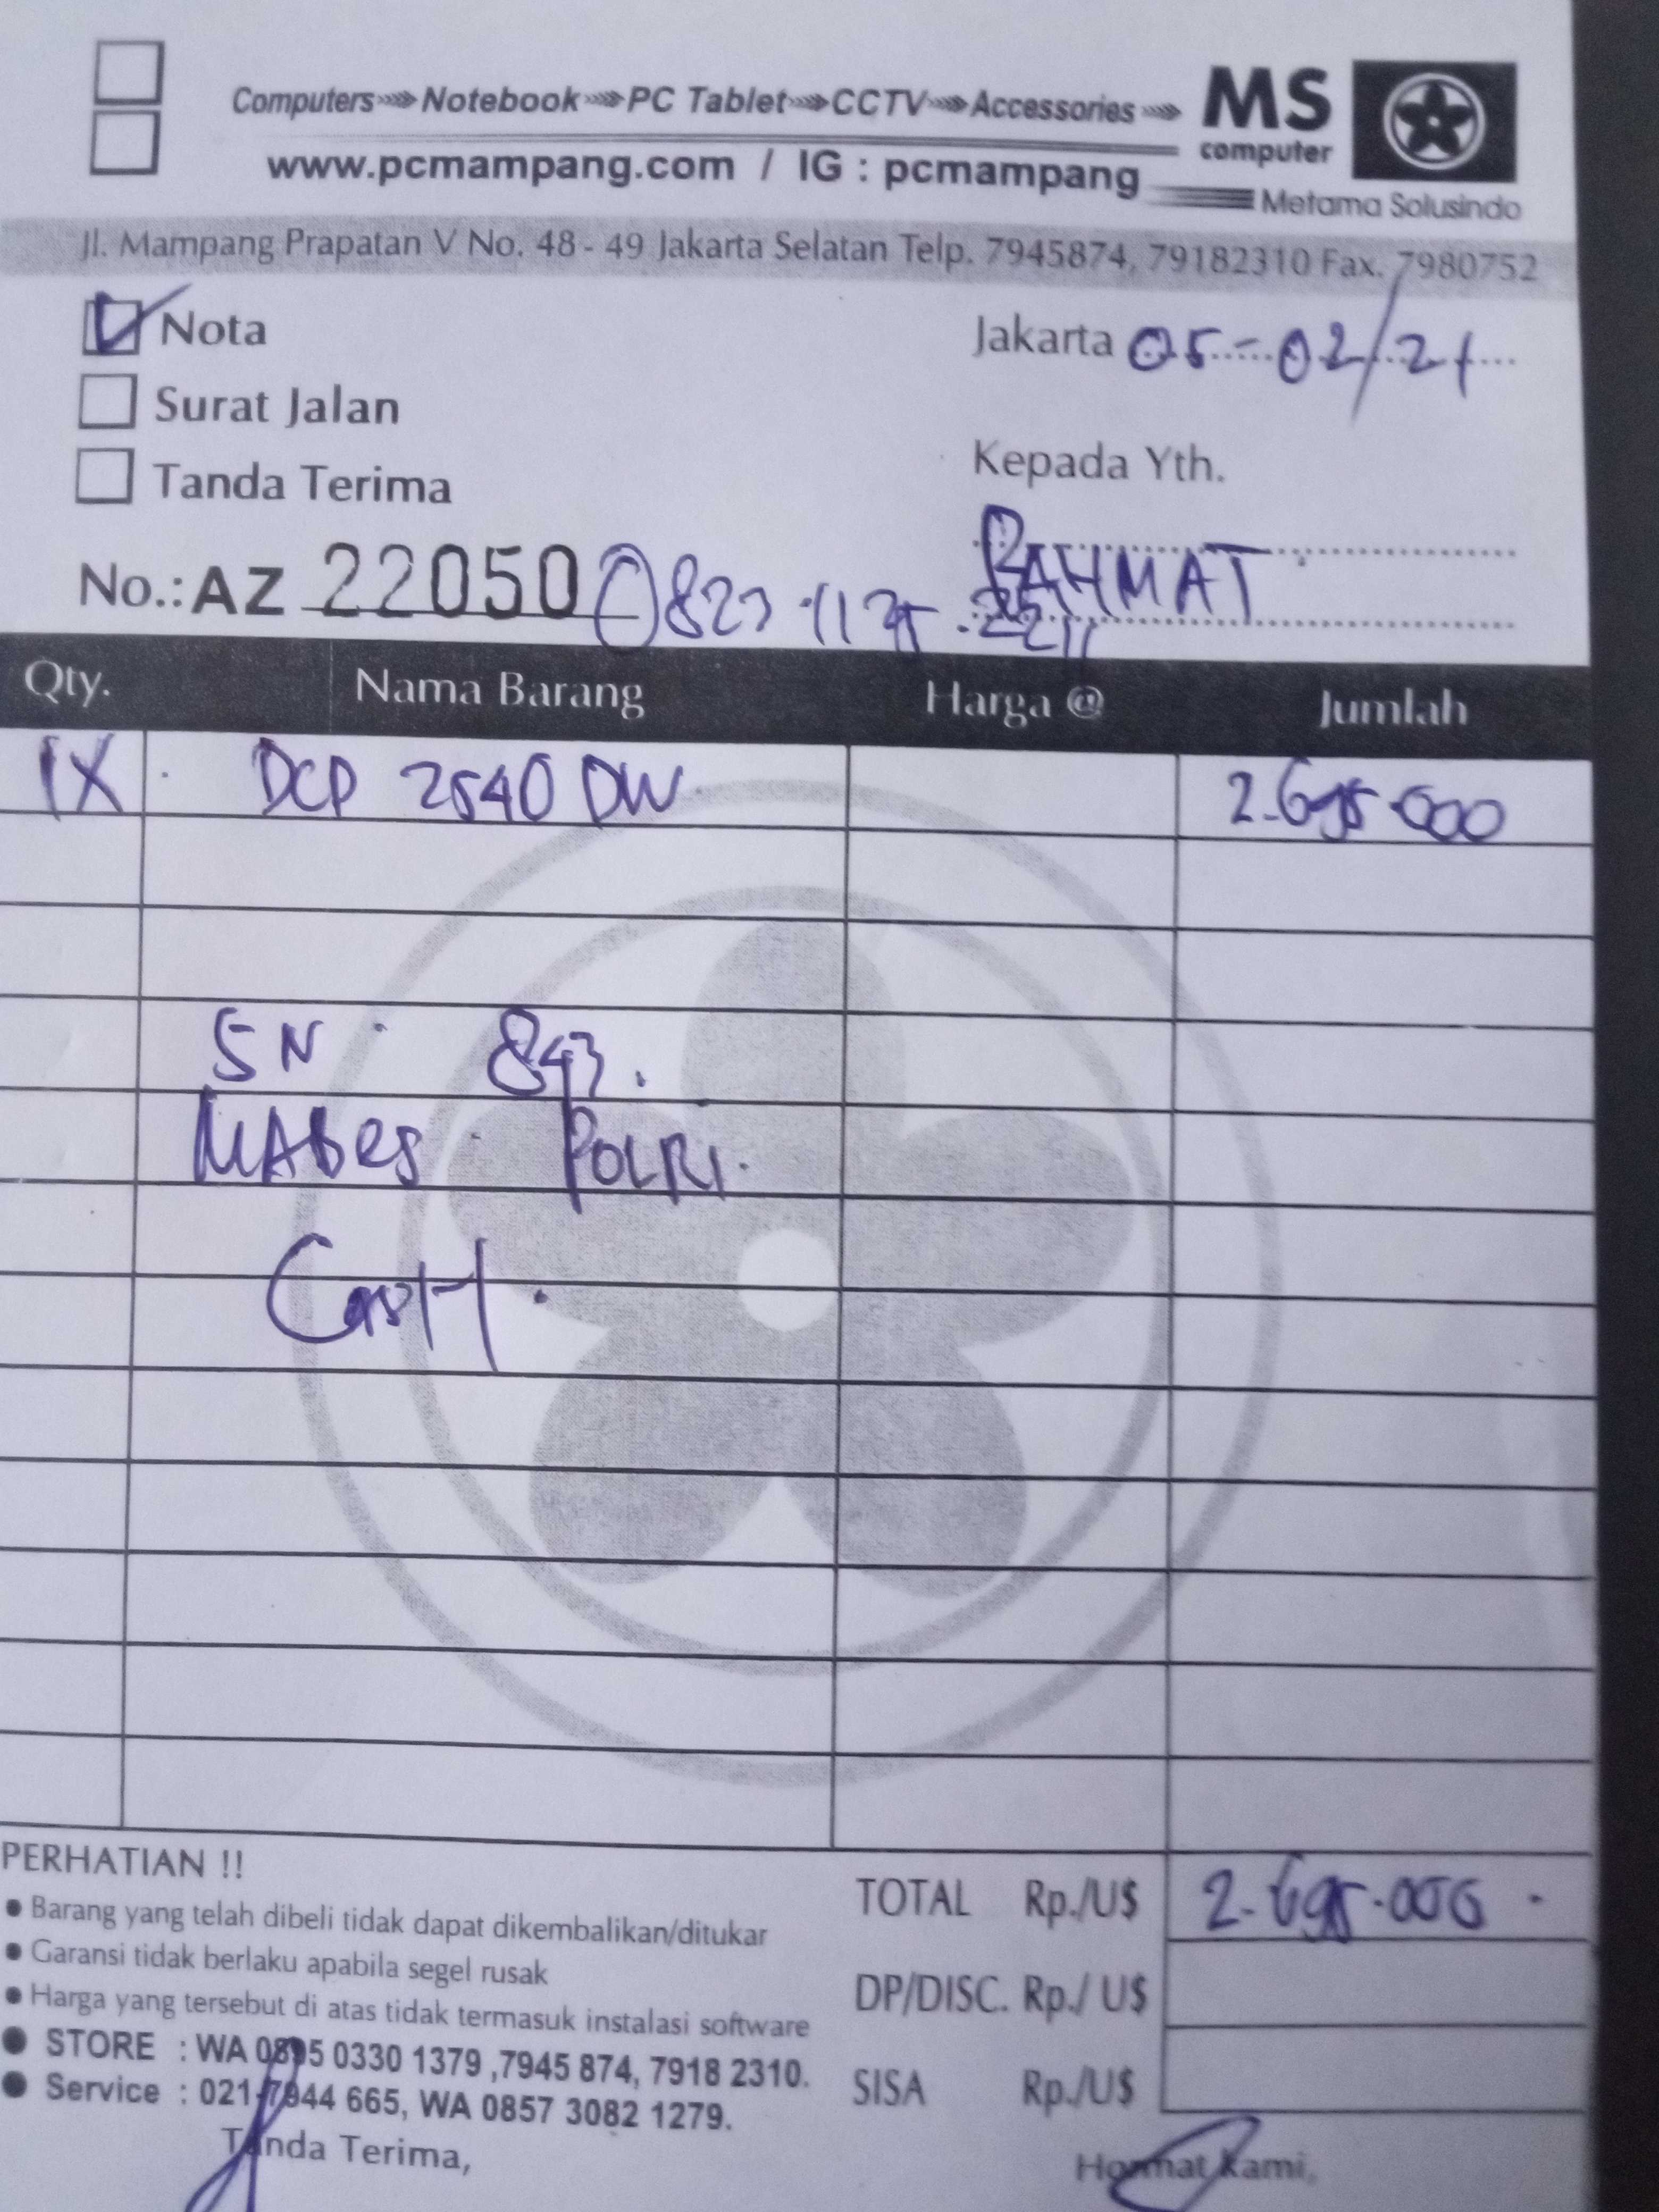 Computers Notebook PC Tablet CCTV Accessories
MS
computer
www.pcmampang.com / IG : pcmampang
Metama Solusindo
Jl. Mampang Prapatan V No. 48 - 49 Jakarta Selatan Telp. 7945874, 79182310 Fax. 7980752
Nota
Jakarta 05-02/21
Surat Jalan
Kepada Yth.
Tanda Terima
RAHMAT
No.: AZ 22050
Qty. Nama Barang Harga @ Jumlah
1X DCP 2540 DW 2.695.000
SN 843.
MABES POLRI.
CASH.
PERHATIAN !!
• Barang yang telah dibeli tidak dapat dikembalikan/ditukar
• Garansi tidak berlaku apabila segel rusak
• Harga yang tersebut di atas tidak termasuk instalasi software
• STORE : WA 0895 0330 1379 ,7945 874, 7918 2310.
• Service : 021-7944 665, WA 0857 3082 1279.
TOTAL Rp./U$ 2.695.000
DP/DISC. Rp./ U$
SISA Rp./U$
Tanda Terima,
Hormat kami,